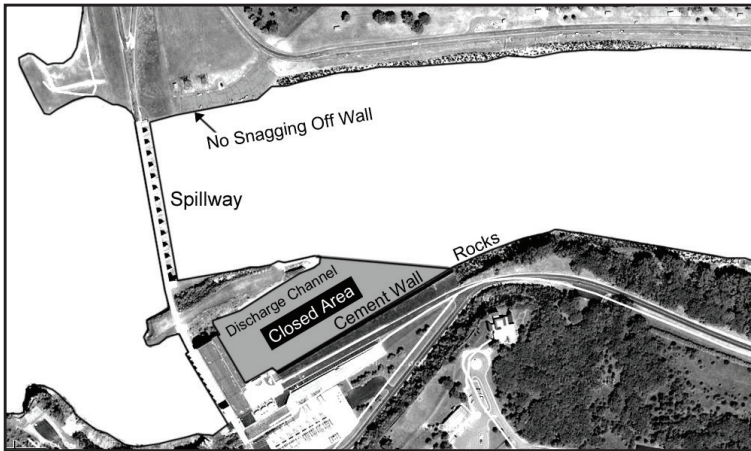 No Snagging Off Wall
Spillway
Rocks
Discharge Channel
Closed Area
Cement Wall